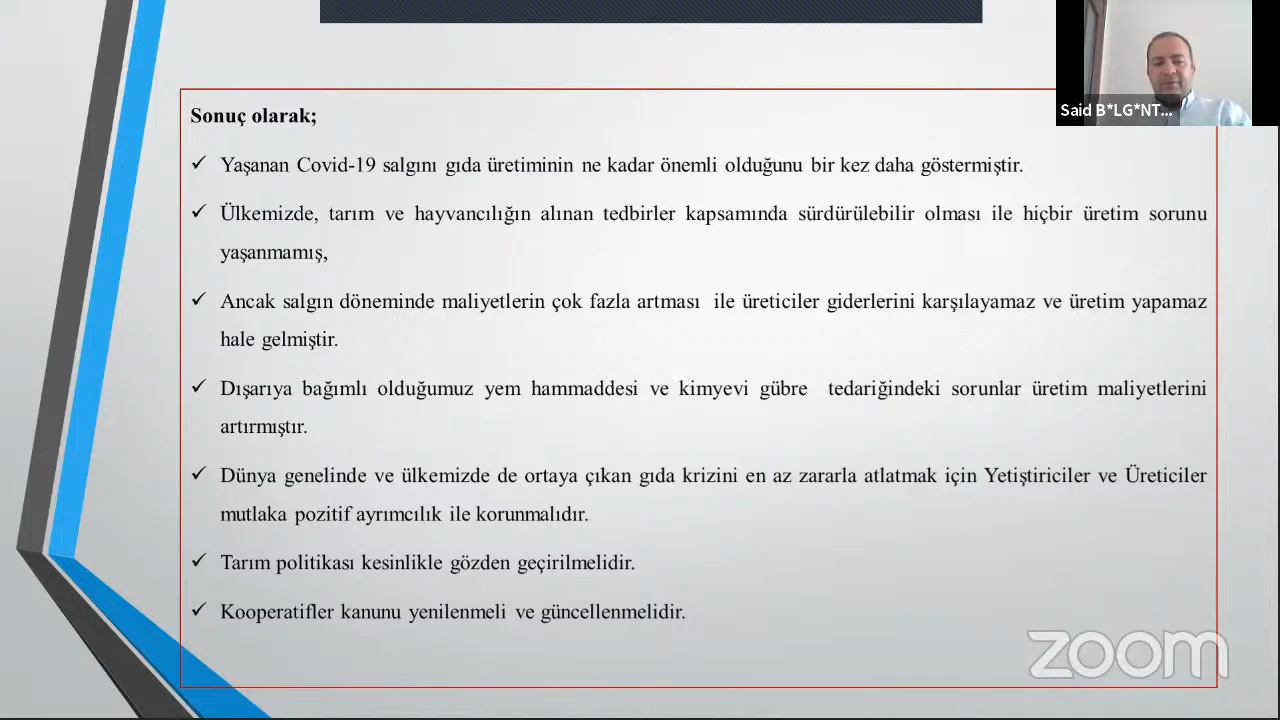 Said B*LG*NT...
Sonuç olarak;
✓ Yaşanan Covid-19 salgını gıda üretiminin ne kadar önemli olduğunu bir kez daha göstermiştir.
✓ Ülkemizde, tarım ve hayvancılığın alınan tedbirler kapsamında sürdürülebilir olması ile hiçbir üretim sorunu
yaşanmamış,
✓ Ancak salgın döneminde maliyetlerin çok fazla artması ile üreticiler giderlerini karşılayamaz ve üretim yapamaz
hale gelmiştir.
✓ Dışarıya bağımlı olduğumuz yem hammaddesi ve kimyevi gübre tedariğindeki sorunlar üretim maliyetlerini
artırmıştır.
✓ Dünya genelinde ve ülkemizde de ortaya çıkan gıda krizini en az zararla atlatmak için Yetiştiriciler ve Üreticiler
mutlaka pozitif ayrımcılık ile korunmalıdır.
✓ Tarım politikası kesinlikle gözden geçirilmelidir.
✓ Kooperatifler kanunu yenilenmeli ve güncellenmelidir.
zoom